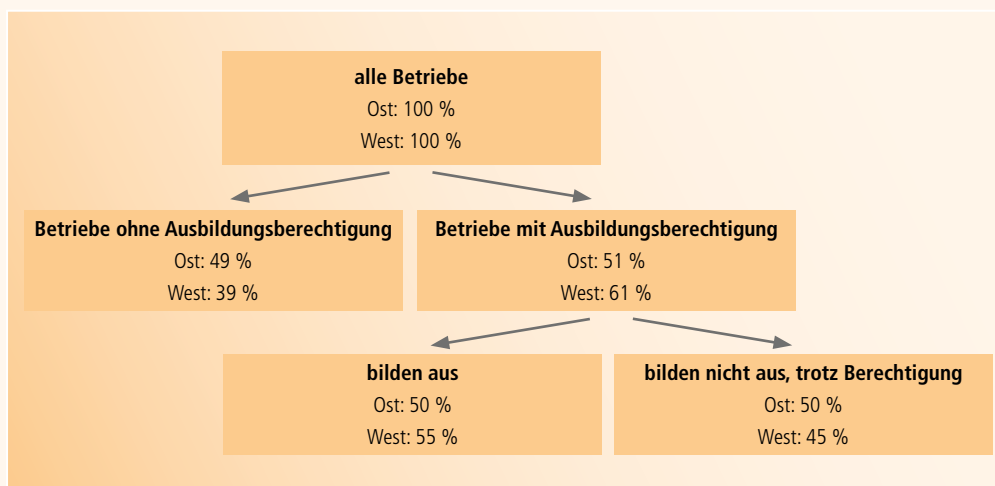 alle Betriebe
Ost: 100 %
West: 100 %
Betriebe ohne Ausbildungsberechtigung
Ost: 49 %
West: 39 %
Betriebe mit Ausbildungsberechtigung
Ost: 51 %
West: 61 %
bilden aus
Ost: 50 %
West: 55 %
bilden nicht aus, trotz Berechtigung
Ost: 50 %
West: 45 %